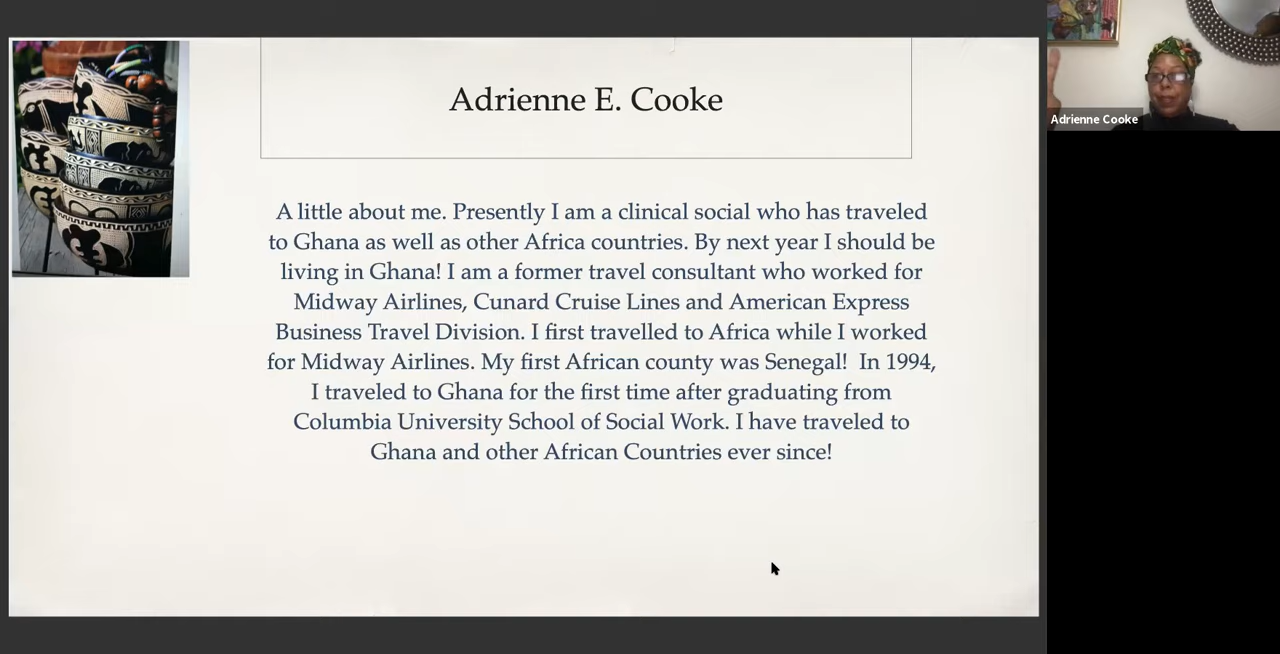 Adrienne E. Cooke
A little about me. Presently I am a clinical social who has traveled
to Ghana as well as other Africa countries. By next year I should be
living in Ghana! I am a former travel consultant who worked for
Midway Airlines, Cunard Cruise Lines and American Express
Business Travel Division. I first travelled to Africa while I worked
for Midway Airlines. My first African county was Senegal!  In 1994,
I traveled to Ghana for the first time after graduating from
Columbia University School of Social Work. I have traveled to
Ghana and other African Countries ever since!
Adrienne Cooke